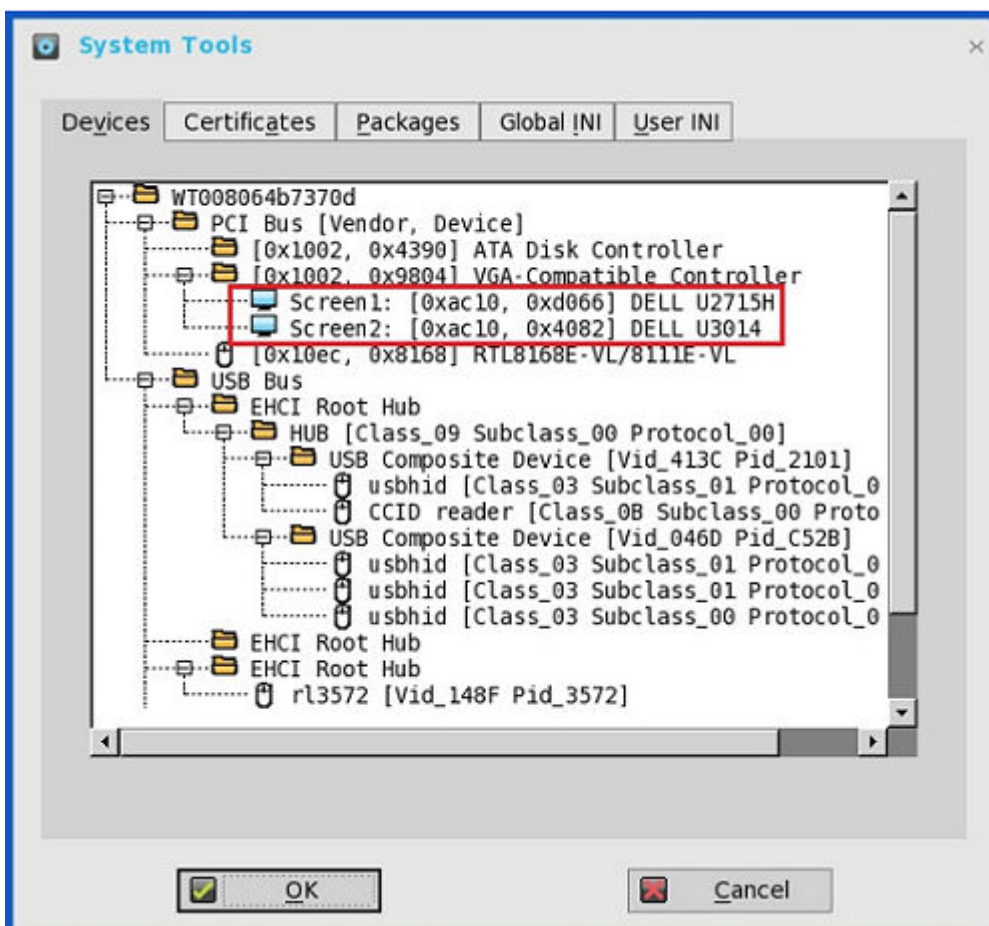 System Tools
Devices Certificates Packages Global INI User INI
WT008064b7370d
PCI Bus [Vendor, Device]
[0x1002, 0x4390] ATA Disk Controller
[0x1002, 0x9804] VGA-Compatible Controller
Screen1: [0xac10, 0xd066] DELL U2715H
Screen2: [0xac10, 0x4082] DELL U3014
[0x10ec, 0x8168] RTL8168E-VL/8111E-VL
USB Bus
EHCI Root Hub
HUB [Class_09 Subclass_00 Protocol_00]
USB Composite Device [Vid_413C Pid_2101]
usbhid [Class_03 Subclass_01 Protocol_0
CCID reader [Class_0B Subclass_00 Proto
USB Composite Device [Vid_046D Pid_C52B]
usbhid [Class_03 Subclass_01 Protocol_0
usbhid [Class_03 Subclass_01 Protocol_0
usbhid [Class_03 Subclass_00 Protocol_0
EHCI Root Hub
EHCI Root Hub
rl3572 [Vid_148F Pid_3572]
OK Cancel